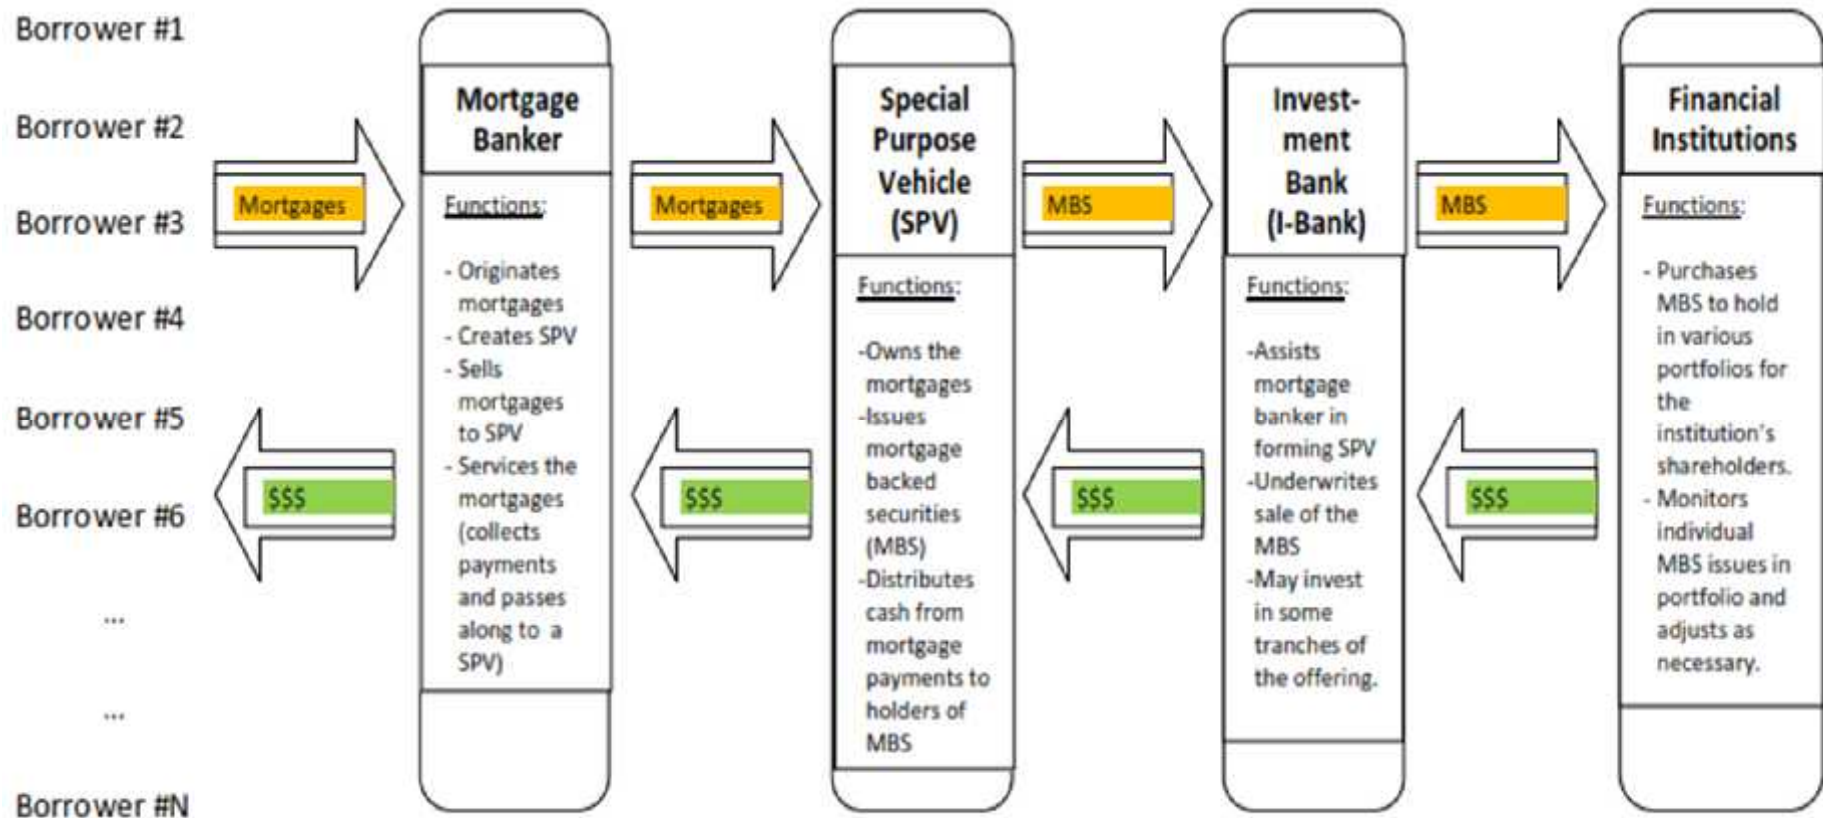 Borrower #1
Borrower #2
Borrower #3
Borrower #4
Borrower #5
Borrower #6
...
...
Borrower #N
Mortgages
$$$
Mortgage
Banker
Functions:
- Originates
mortgages
- Creates SPV
- Sells
mortgages
to SPV
- Services the
mortgages
(collects
payments
and passes
along to a
SPV)
Mortgages
$$$
Special
Purpose
Vehicle
(SPV)
Functions:
-Owns the
mortgages
-Issues
mortgage
backed
securities
(MBS)
-Distributes
cash from
mortgage
payments to
holders of
MBS
MBS
$$$
Invest-
ment
Bank
(I-Bank)
Functions:
-Assists
mortgage
banker in
forming SPV
-Underwrites
sale of the
MBS
-May invest
in some
tranches of
the offering.
MBS
$$$
Financial
Institutions
Functions:
- Purchases
MBS to hold
in various
portfolios for
the
institution's
shareholders.
- Monitors
individual
MBS issues in
portfolio and
adjusts as
necessary.